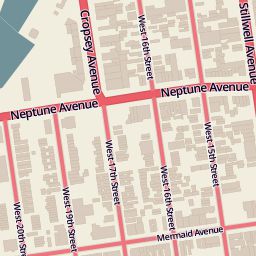 Cropsey Avenue
West 16th Street
Stillwell Avenue
Neptune Avenue
Neptune Avenue
West 17th Street
West 15th Street
West 16th Street
West 19th Street
West 20th Street
Mermaid Avenue